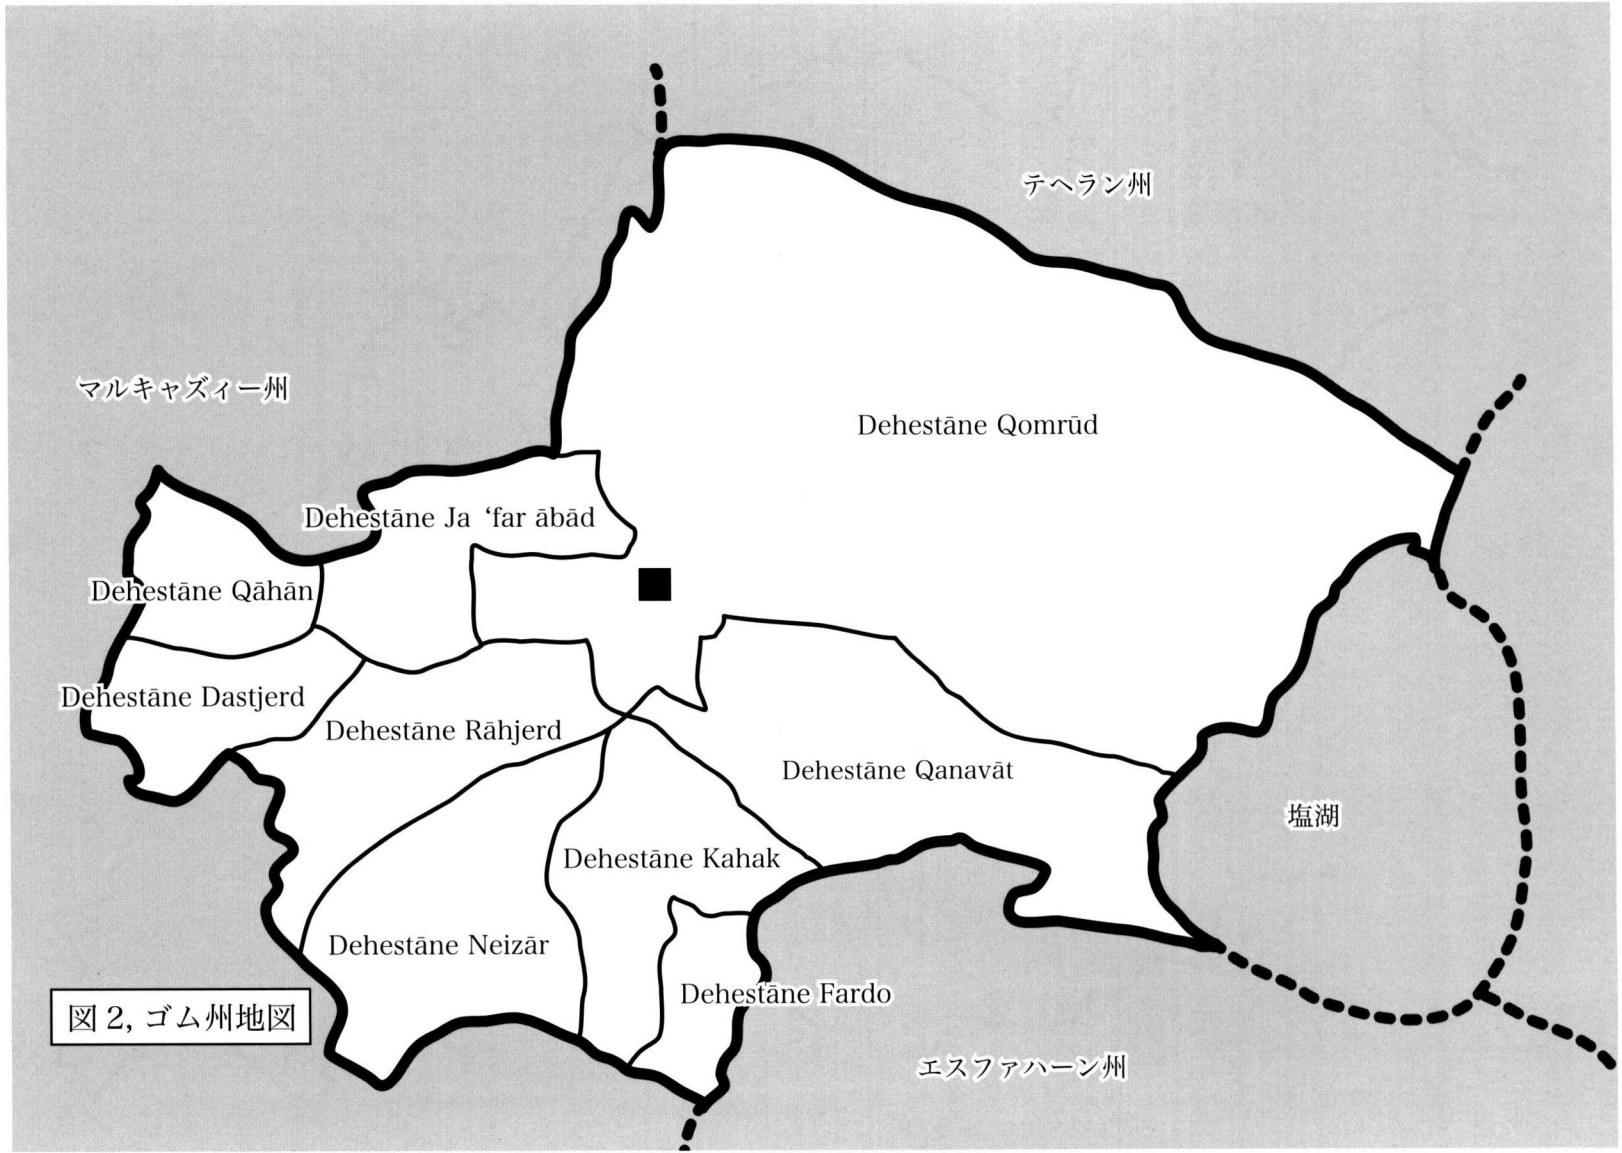 テヘラン州
マルキャズィー州
Dehestāne Qomrūd
Dehestāne Ja ‘far ābād
Dehestāne Qāhān
Dehestāne Dastjerd
Dehestāne Rāhjerd
Dehestāne Qanavāt
塩湖
Dehestāne Kahak
Dehestāne Neizār
Dehestāne Fardo
図 2, ゴム州地図
エスファハーン州